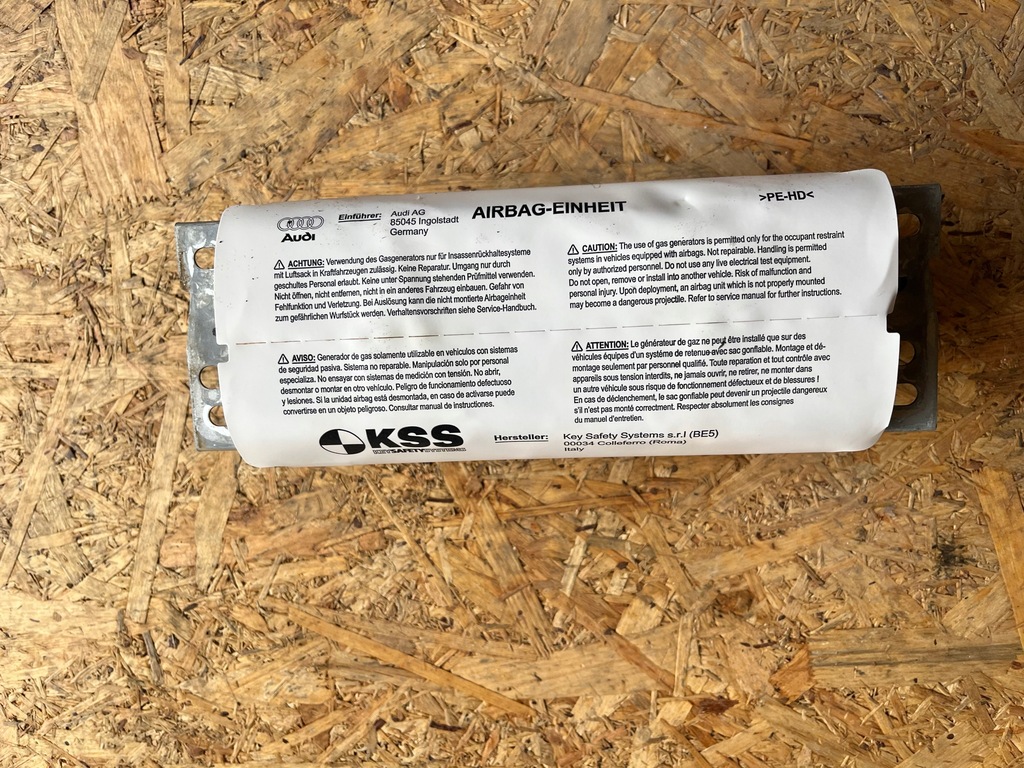 Audi
Einführer:
Audi AG
85045 Ingolstadt
Germany
AIRBAG-EINHEIT
>PE-HD<
ACHTUNG: Verwendung des Gasgenerators nur für Insassenrückhaltesysteme
mit Luftsack in Kraftfahrzeugen zulässig. Keine Reparatur. Umgang nur durch
geschultes Personal erlaubt. Keine unter Spannung stehenden Prüfmittel verwenden.
Nicht öffnen, nicht entfernen, nicht in ein anderes Fahrzeug einbauen. Gefahr von
Fehlfunktion und Verletzung. Bei Auslösung kann die nicht montierte Airbageinheit
zum gefährlichen Wurfstück werden. Verhaltensvorschriften siehe Service-Handbuch.
CAUTION: The use of gas generators is permitted only for the occupant restraint
systems in vehicles equipped with airbags. Not repairable. Handling is permitted
only by authorized personnel. Do not use any live electrical test equipment.
Do not open, remove or install into another vehicle. Risk of malfunction and
personal injury. Upoh deployment, an airbag unit which is not properly mounted
may become a dangerous projectile. Refer to service manual for further instructions.
AVISO: Generador de gas solamente utilizable en vehículos con sistemas
de seguridad pasiva. Sistema no reparable. Manipulación solo por personal
especializa. No ensayar con sistemas de medición con tensión. No abrir,
desmontar o montar en otro vehículo. Peligro de funcionamiento defectuoso
y lesiones. Si la unidad airbag está desmontada, en caso de activarse puede
convertirse en un objeto peligroso. Consultar manual de instructiones.
ATTENTION: Le générateur de gaz ne peut être installé que sur des
véhicules équipes d'un systéme de retenue avec sac gonflable. Montage et dé-
montage seulement par personnel qualifié. Toute reparation et tout contrôle avec
appareils sous tension interdits, ne jamais ouvrir, ne retirer, ne monter dans
un autre véhicule sous risque de fonctionnement défectueux et de blessures !
En cas de déclenchement, le sac gonflable peut devenir un projectile dangereux
s'il n'est pas monté correctement. Respecter absolument les consignes
du manuel d'entretien.
KSS
KEYSAFETYSYSTEMS
Hersteller:
Key Safety Systems s.r.l (BE5)
00034 Colleferro (Roma)
Italy